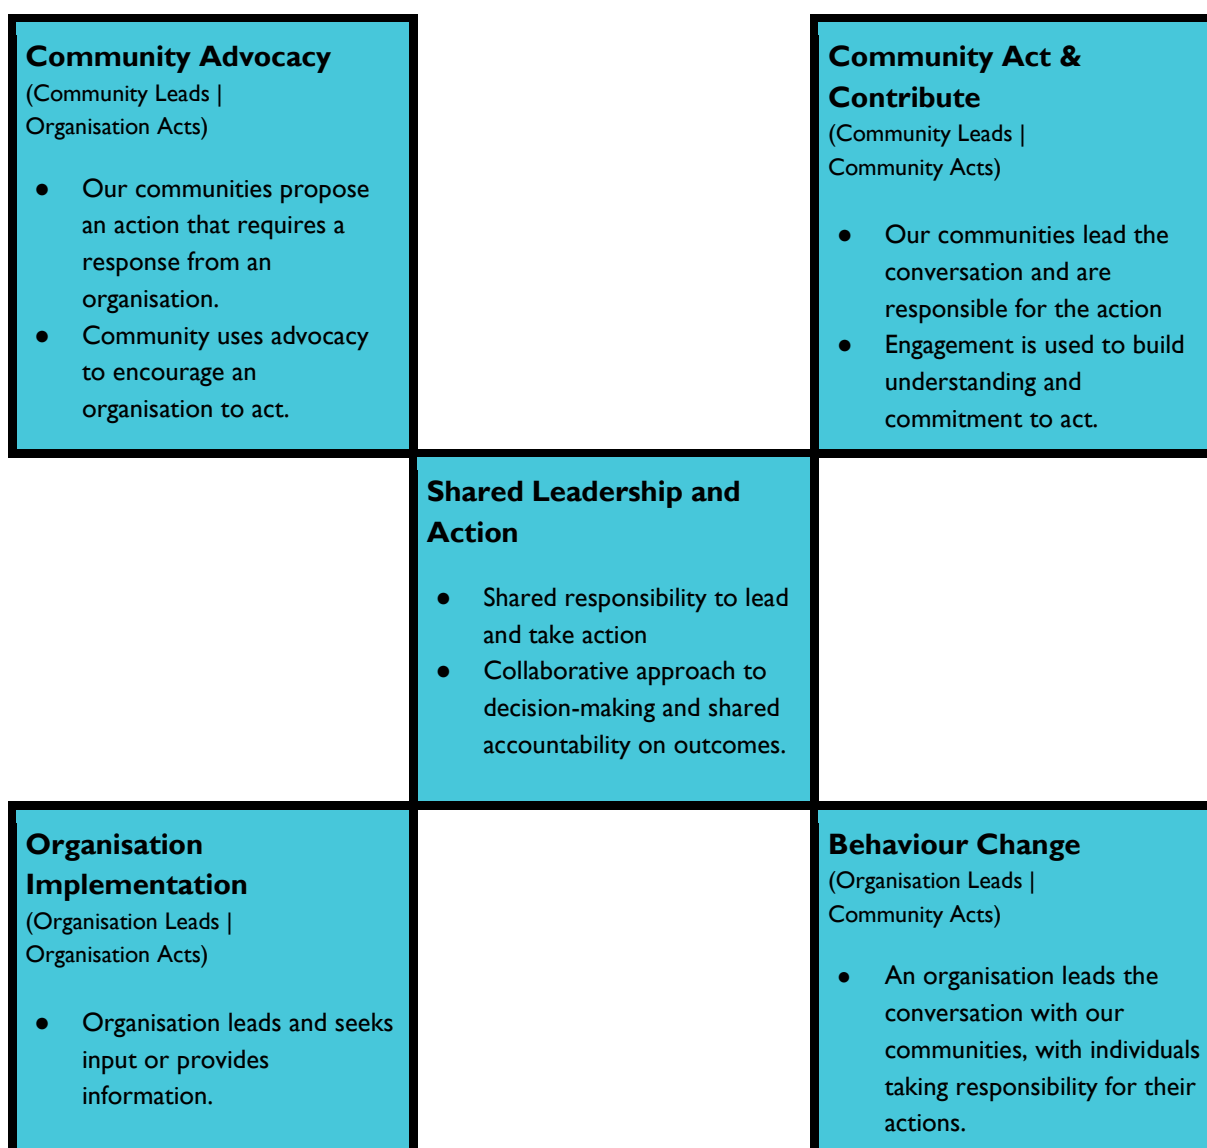 Community Advocacy
(Community Leads |
Organisation Acts)
● Our communities propose
an action that requires a
response from an
organisation.
● Community uses advocacy
to encourage an
organisation to act.
Community Act &
Contribute
(Community Leads |
Community Acts)
● Our communities lead the
conversation and are
responsible for the action
● Engagement is used to build
understanding and
commitment to act.
Shared Leadership and
Action
● Shared responsibility to lead
and take action
● Collaborative approach to
decision-making and shared
accountability on outcomes.
Organisation
Implementation
(Organisation Leads |
Organisation Acts)
● Organisation leads and seeks
input or provides
information.
Behaviour Change
(Organisation Leads |
Community Acts)
● An organisation leads the
conversation with our
communities, with individuals
taking responsibility for their
actions.